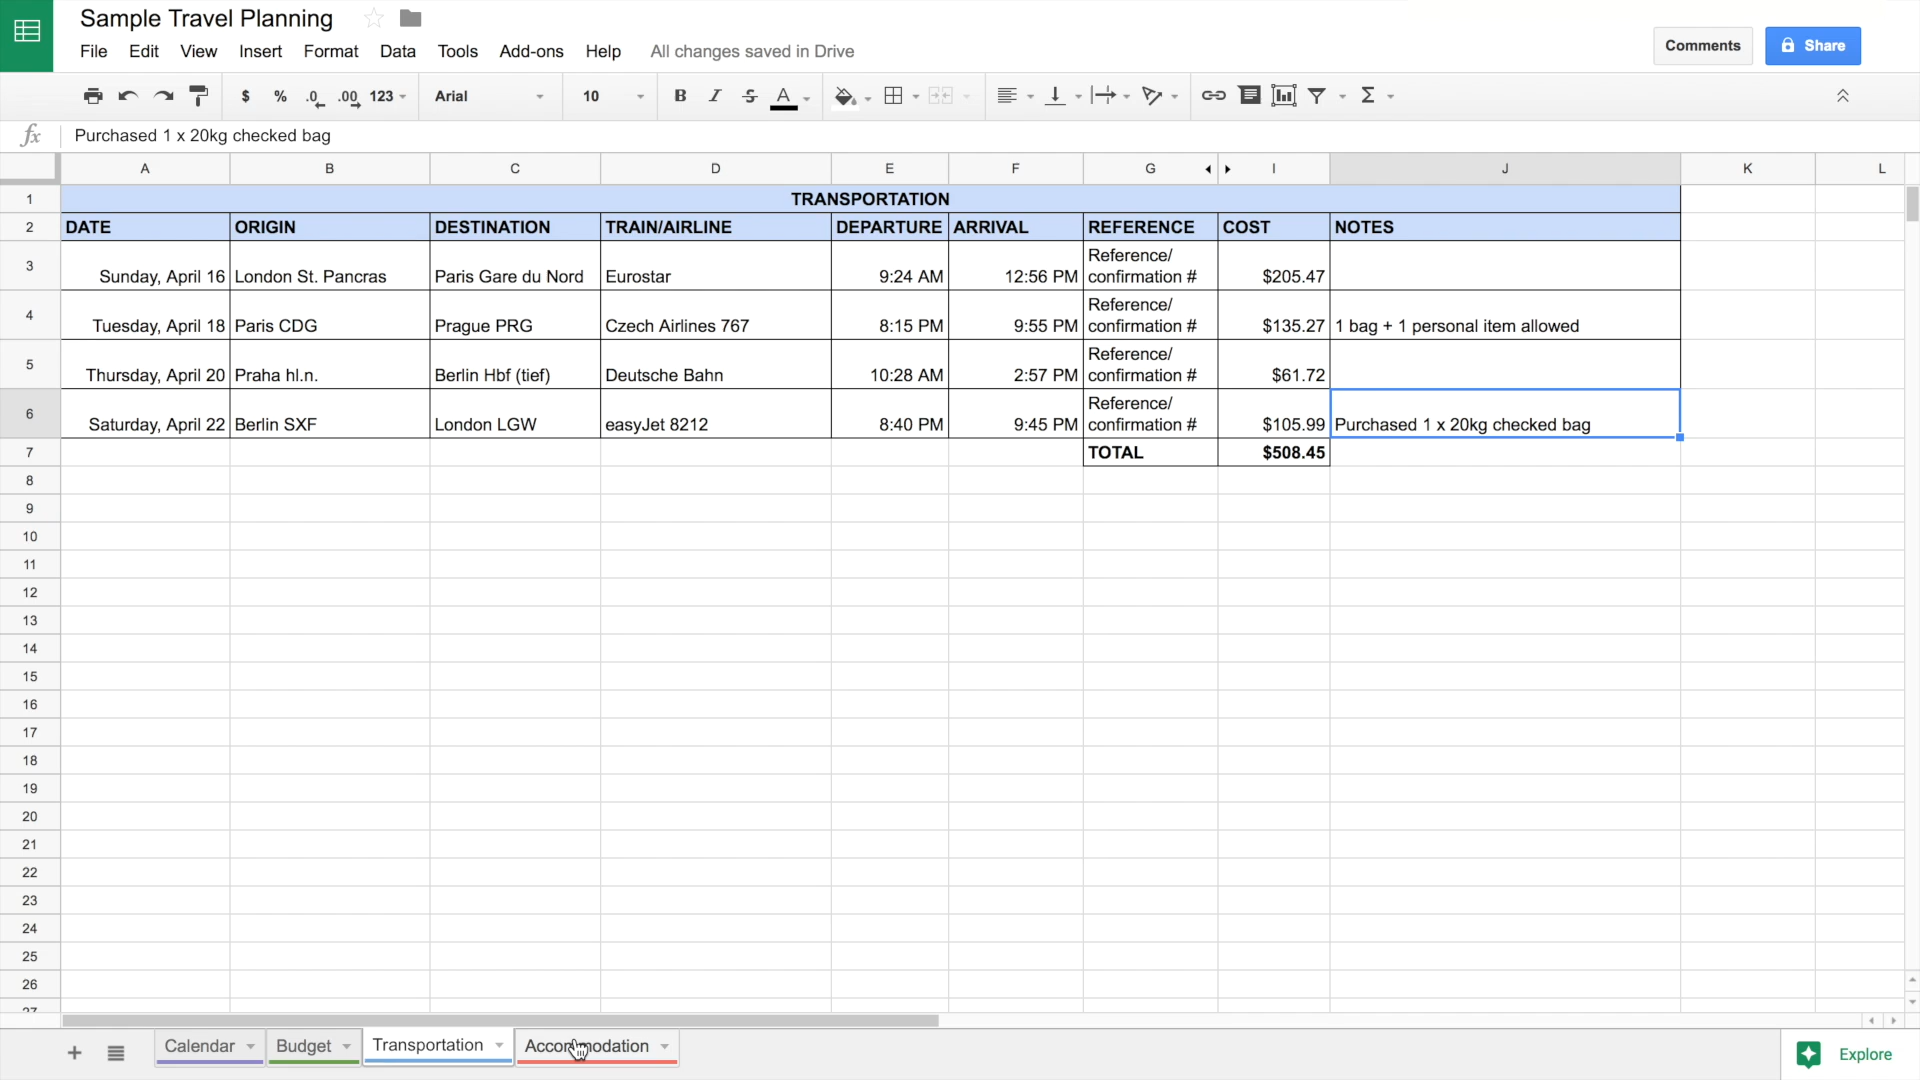 Sample Travel Planning
File Edit View Insert Format Data Tools Add-ons Help All changes saved in Drive
Comments Share
$ % .0 .00 123 Arial 10 B I S A Σ
fx Purchased 1 x 20kg checked bag
A B C D E F G I J K L
1 TRANSPORTATION
2 DATE ORIGIN DESTINATION TRAIN/AIRLINE DEPARTURE ARRIVAL REFERENCE COST NOTES
Reference/
3 Sunday, April 16 London St. Pancras Paris Gare du Nord Eurostar 9:24 AM 12:56 PM confirmation # $205.47
Reference/
4 Tuesday, April 18 Paris CDG Prague PRG Czech Airlines 767 8:15 PM 9:55 PM confirmation # $135.27 1 bag + 1 personal item allowed
Reference/
5 Thursday, April 20 Praha hl.n. Berlin Hbf (tief) Deutsche Bahn 10:28 AM 2:57 PM confirmation # $61.72
Reference/
6 Saturday, April 22 Berlin SXF London LGW easyJet 8212 8:40 PM 9:45 PM confirmation # $105.99 Purchased 1 x 20kg checked bag
7 TOTAL $508.45
8
9
10
11
12
13
14
15
16
17
18
19
20
21
22
23
24
25
26
27
Calendar Budget Transportation Accommodation Explore